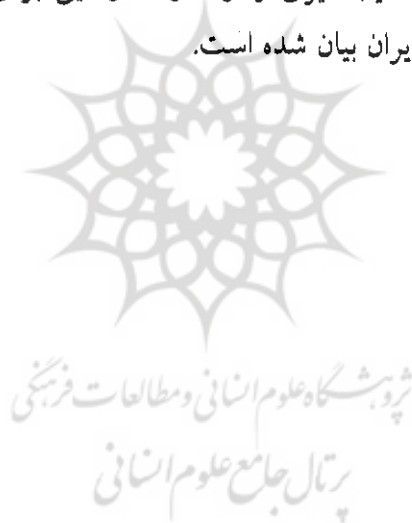 یران بیان شده است.
پژوهشگاه علوم انسانی و مطالعات فرهنگی
پرتال جامع علوم انسانی